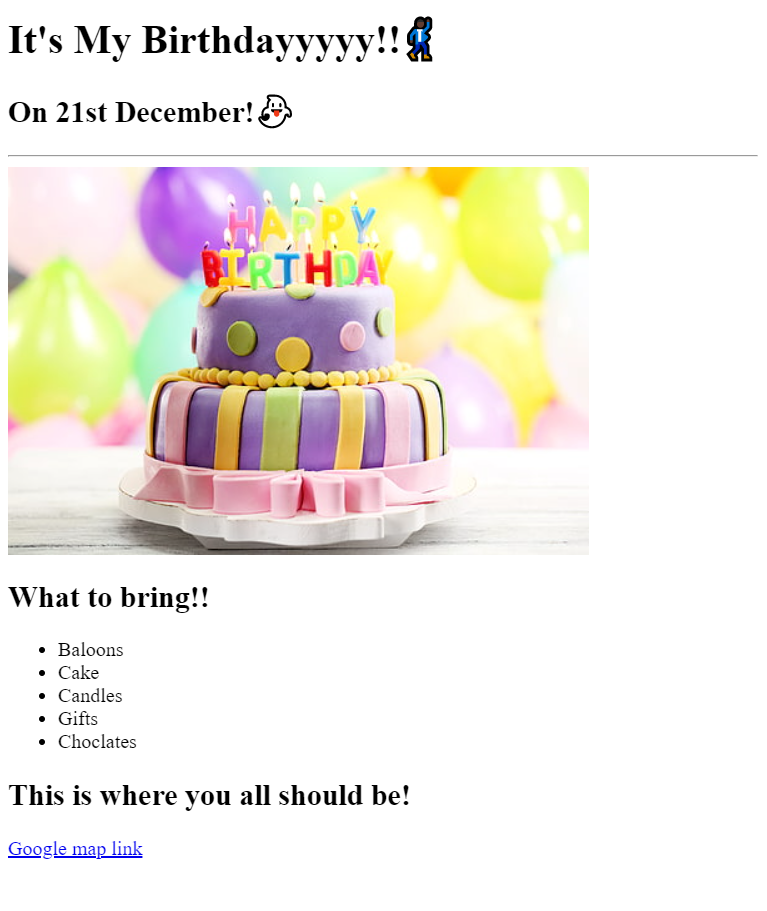 It's My Birthdayyyyy!!🕺
On 21st December!👻
HAPPY
BIRTHDAY
What to bring!!
Baloons
Cake
Candles
Gifts
Choclates
This is where you all should be!
Google map link